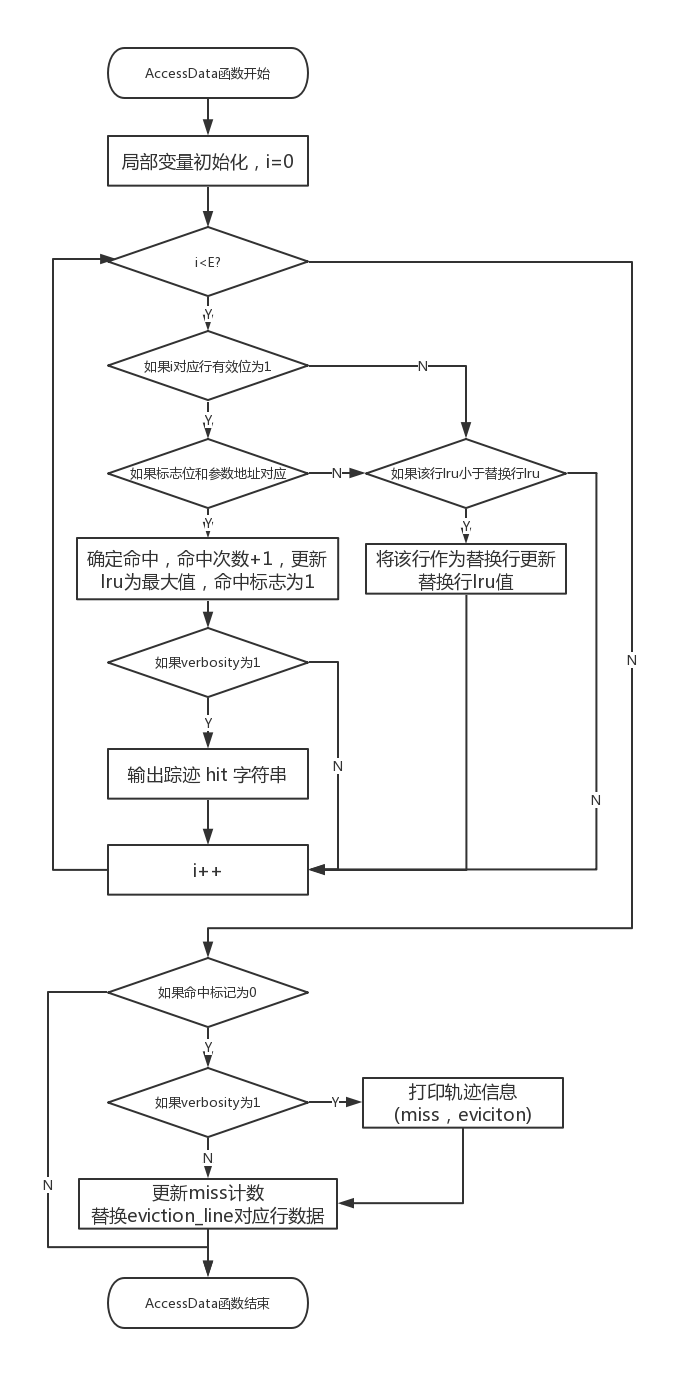 AccessData函数开始
局部变量初始化，i=0
i<E?
Y
如果i对应行有效位为1
N
Y
如果标志位和参数地址对应
N
如果该行lru小于替换行lru
Y
Y
确定命中，命中次数+1，更新
lru为最大值，命中标志为1
将该行作为替换行更新
替换行lru值
如果verbosity为1
N
Y
输出踪迹 hit 字符串
N
N
i++
如果命中标记为0
Y
如果verbosity为1
Y
打印轨迹信息
(miss，eviciton)
N
N
更新miss计数
替换eviction_line对应行数据
AccessData函数结束